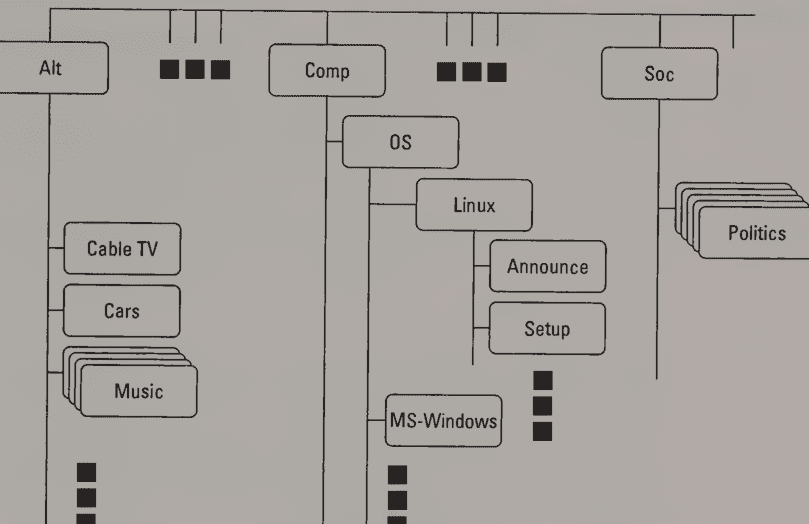 Alt
Comp
Soc
OS
Linux
Cable TV
Politics
Announce
Cars
Setup
Music
MS-Windows